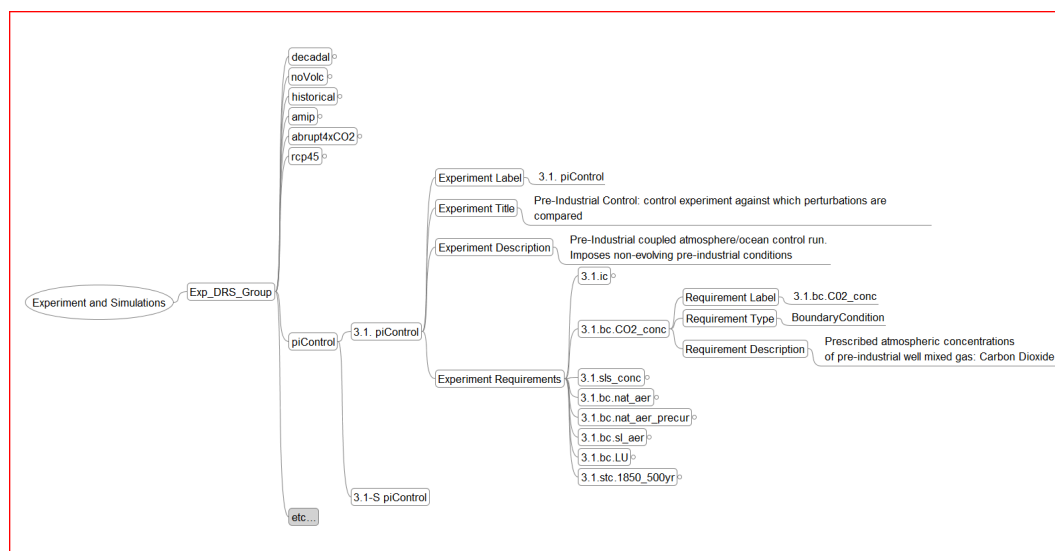 decadal
noVolc
historical
amip
abrupt4xCO2
rcp45
Experiment Label
3.1. piControl
Experiment Title
Pre-Industrial Control: control experiment against which perturbations are
compared
Experiment Description
Pre-Industrial coupled atmosphere/ocean control run.
Imposes non-evolving pre-industrial conditions
3.1.ic
Experiment and Simulations
Exp_DRS_Group
piControl
3.1. piControl
3.1.bc.CO2_conc
Requirement Label
3.1.bc.C02_conc
Requirement Type
BoundaryCondition
Requirement Description
Prescribed atmospheric concentrations
of pre-industrial well mixed gas: Carbon Dioxide
Experiment Requirements
3.1.sls_conc
3.1.bc.nat_aer
3.1.bc.nat_aer_precur
3.1.bc.sl_aer
3.1.bc.LU
3.1.stc.1850_500yr
3.1-S piControl
etc...